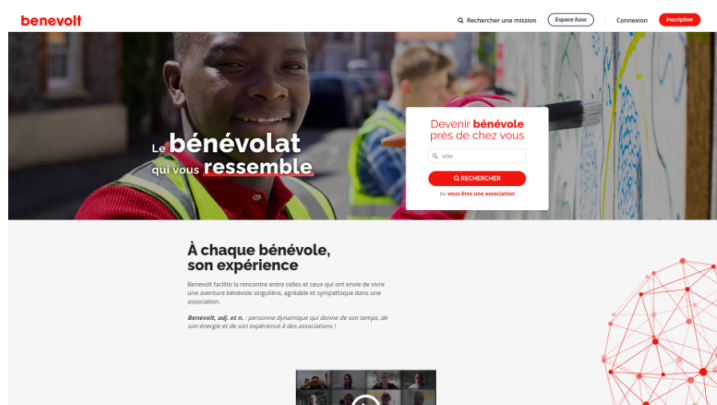 benevolt
Rechercher une mission
Espace Asso
Connexion
Inscription
Le bénévolat
qui vous ressemble
Devenir bénévole
près de chez vous
Ville
RECHERCHER
ou vous êtes une association
À chaque bénévole,
son expérience
Benevolt facilite la rencontre entre celles et ceux qui ont envie de vivre
une aventure bénévole singulière, agréable et sympathique dans une
association.
Benevolt, adj. et n. : personne dynamique qui donne de son temps, de
son énergie et de son expérience à des associations !